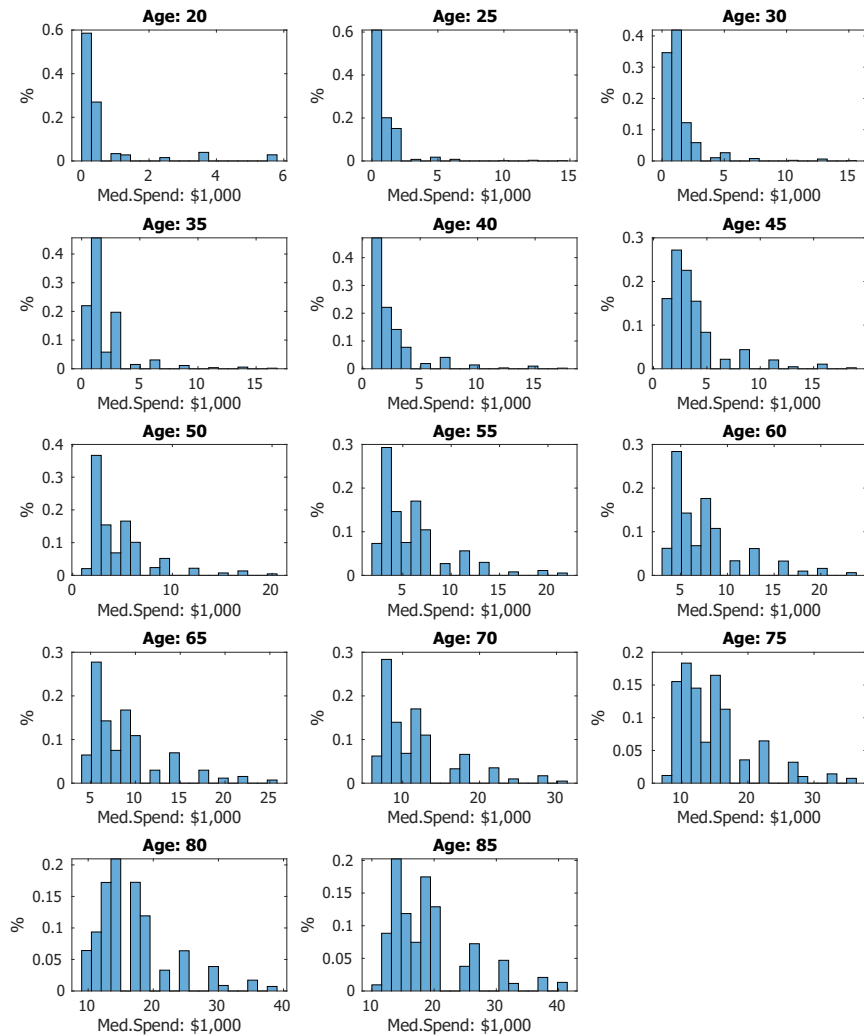 Age: 20
0.6
0.4
0.2
0
%
0 2 4 6
Med.Spend: $1,000
Age: 25
0.6
0.4
0.2
0
%
0 5 10 15
Med.Spend: $1,000
Age: 30
0.4
0.3
0.2
0.1
0
%
0 5 10 15
Med.Spend: $1,000
Age: 35
0.4
0.3
0.2
0.1
0
%
0 5 10 15
Med.Spend: $1,000
Age: 40
0.4
0.3
0.2
0.1
0
%
0 5 10 15
Med.Spend: $1,000
Age: 45
0.3
0.2
0.1
0
%
0 5 10 15
Med.Spend: $1,000
Age: 50
0.4
0.3
0.2
0.1
0
%
0 10 20
Med.Spend: $1,000
Age: 55
0.3
0.2
0.1
0
%
5 10 15 20
Med.Spend: $1,000
Age: 60
0.3
0.2
0.1
0
%
5 10 15 20
Med.Spend: $1,000
Age: 65
0.3
0.2
0.1
0
%
5 10 15 20 25
Med.Spend: $1,000
Age: 70
0.3
0.2
0.1
0
%
10 20 30
Med.Spend: $1,000
Age: 75
0.2
0.15
0.1
0.05
0
%
10 20 30
Med.Spend: $1,000
Age: 80
0.2
0.15
0.1
0.05
0
%
10 20 30 40
Med.Spend: $1,000
Age: 85
0.2
0.15
0.1
0.05
0
%
10 20 30 40
Med.Spend: $1,000